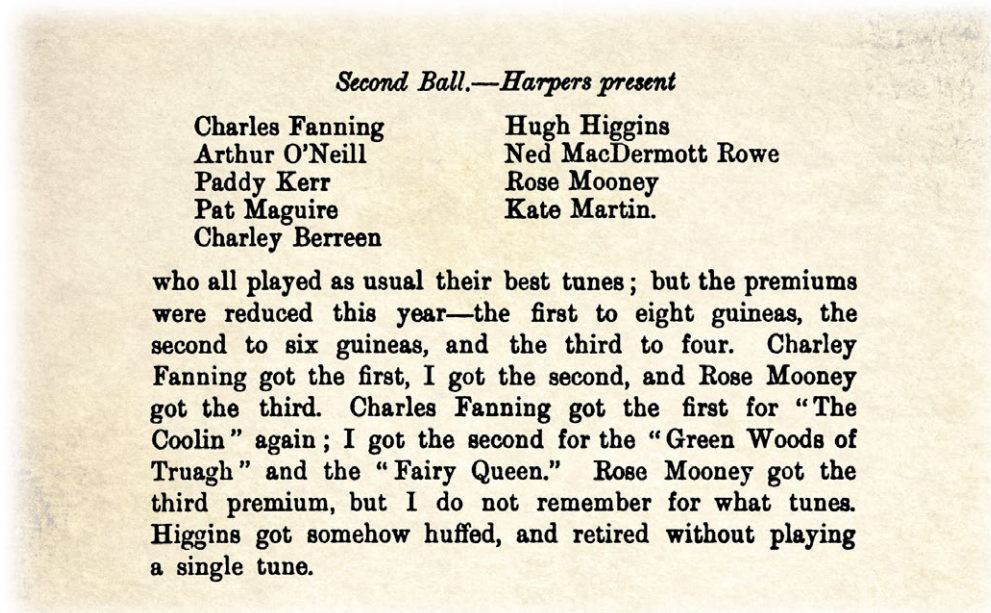 Second Ball.—Harpers present
Charles Fanning
Arthur O'Neill
Paddy Kerr
Pat Maguire
Charley Berreen
Hugh Higgins
Ned MacDermott Rowe
Rose Mooney
Kate Martin.
who all played as usual their best tunes; but the premiums
were reduced this year—the first to eight guineas, the
second to six guineas, and the third to four. Charley
Fanning got the first, I got the second, and Rose Mooney
got the third. Charles Fanning got the first for "The
Coolin" again; I got the second for the "Green Woods of
Truagh" and the "Fairy Queen." Rose Mooney got the
third premium, but I do not remember for what tunes.
Higgins got somehow huffed, and retired without playing
a single tune.